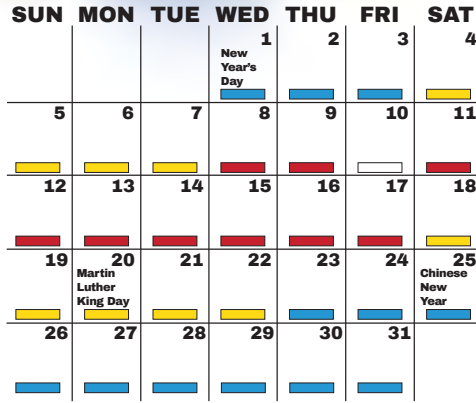 SUN MON TUE WED THU FRI SAT
1 2 3 4
New
Year's
Day
5 6 7 8 9 10 11
12 13 14 15 16 17 18
19 20 21 22 23 24 25
Martin
Luther
King Day
Chinese
New
Year
26 27 28 29 30 31